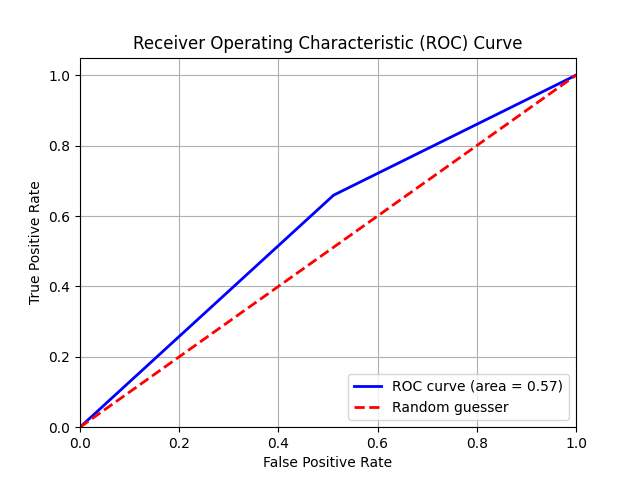 Receiver Operating Characteristic (ROC) Curve
True Positive Rate
1.0
0.8
0.6
0.4
0.2
0.0
0.0 0.2 0.4 0.6 0.8 1.0
False Positive Rate
ROC curve (area = 0.57)
Random guesser